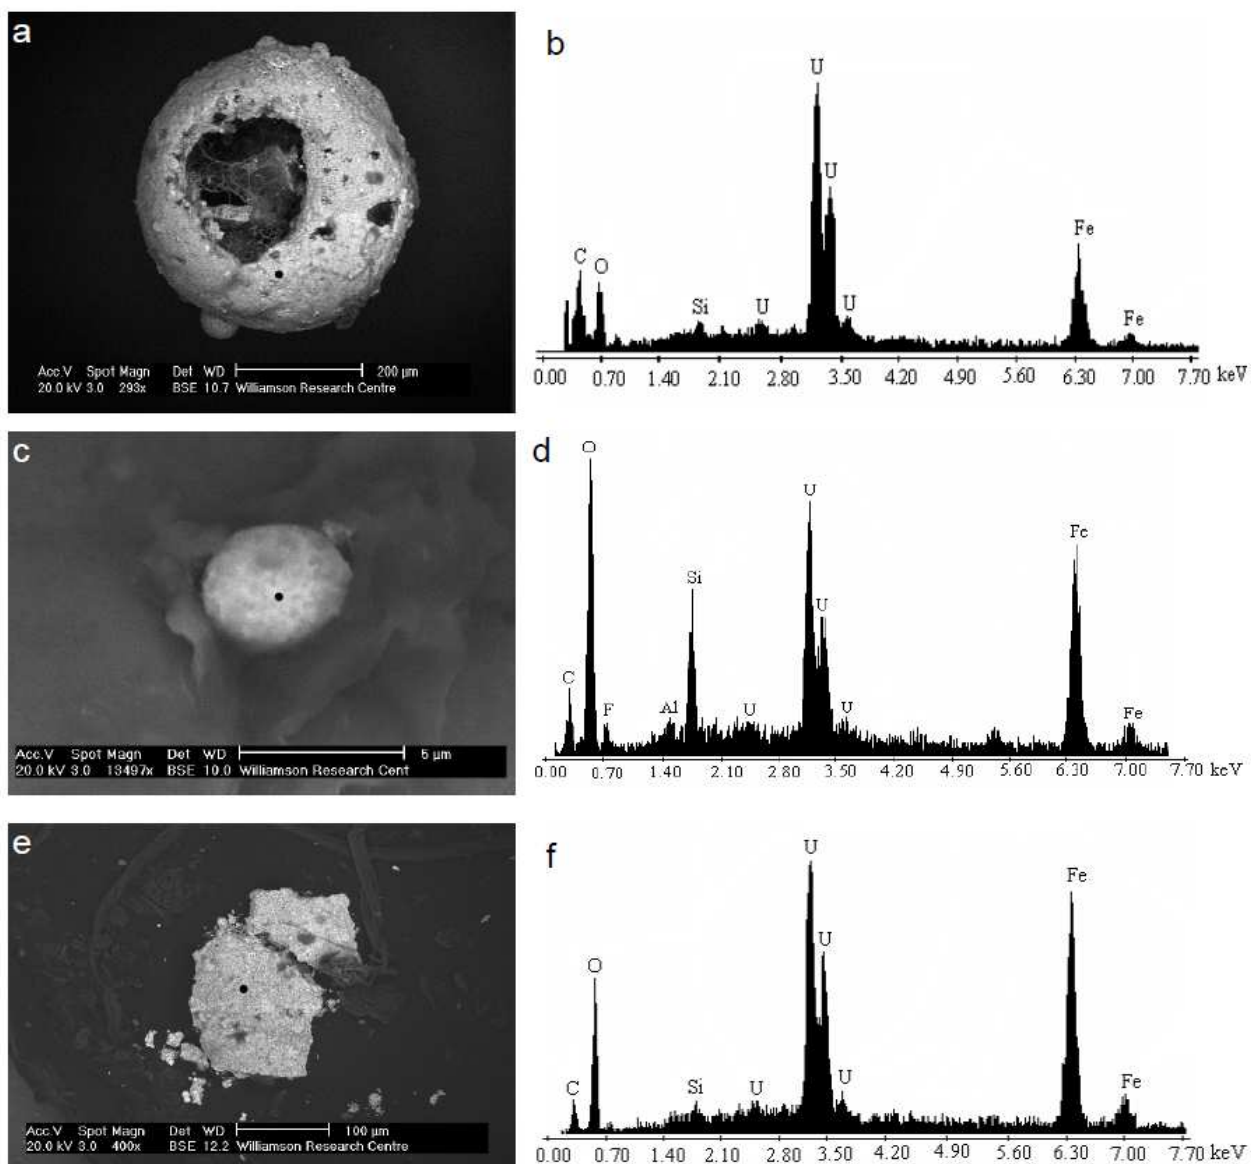 a
Acc.V Spot Magn Det WD 200 µm
20.0 kV 3.0 293x BSE 10.7 Williamson Research Centre
b
U
U
C
O
Si
U
U
Fe
Fe
0.00 0.70 1.40 2.10 2.80 3.50 4.20 4.90 5.60 6.30 7.00 7.70 keV
c
Acc.V Spot Magn Det WD 5 µm
20.0 kV 3.0 13497x BSE 10.0 Williamson Research Cent
d
O
U
Fe
Si
U
C
F
Al
U
U
Fe
0.00 0.70 1.40 2.10 2.80 3.50 4.20 4.90 5.60 6.30 7.00 7.70 keV
e
Acc.V Spot Magn Det WD 100 µm
20.0 kV 3.0 400x BSE 12.2 Williamson Research Centre
f
U
Fe
U
O
C
Si
U
U
Fe
0.00 0.70 1.40 2.10 2.80 3.50 4.20 4.90 5.60 6.30 7.00 7.70 keV